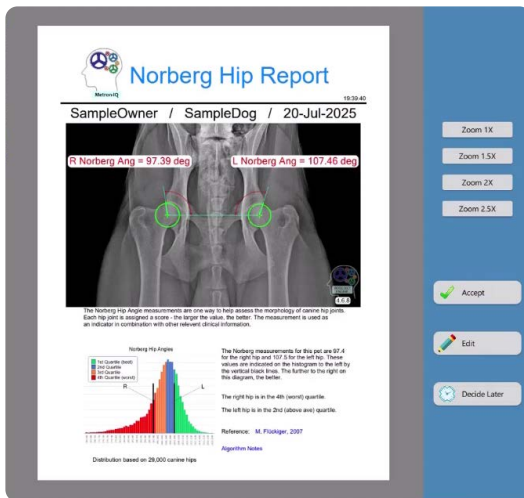 Metron-IQ
Norberg Hip Report
19:39:40
SampleOwner / SampleDog / 20-Jul-2025
R Norberg Ang = 97.39 deg
L Norberg Ang = 107.46 deg
4.6.8
The Norberg Hip Angle measurements are one way to help assess the morphology of canine hip joints.
Each hip joint is assigned a score - the larger the value, the better. The measurement is used as
an indicator in combination with other relevent clinical information.
Norberg Hip Angles
1st Quartile (best)
2nd Quartile
3rd Quartile
4th Quartile (worst)
R
L
Distribution based on 29,000 canine hips
The Norberg measurements for this pet are 97.4
for the right hip and 107.5 for the left hip. These
values are indicated on the histogram to the left by
the vertical black lines. The further to the right on
this diagram, the better.
The right hip is in the 4th (worst) quartile.
The left hip is in the 2nd (above ave) quartile.
Reference: M, Flückiger, 2007
Algorithm Notes
Zoom 1X
Zoom 1.5X
Zoom 2X
Zoom 2.5X
Accept
Edit
Decide Later